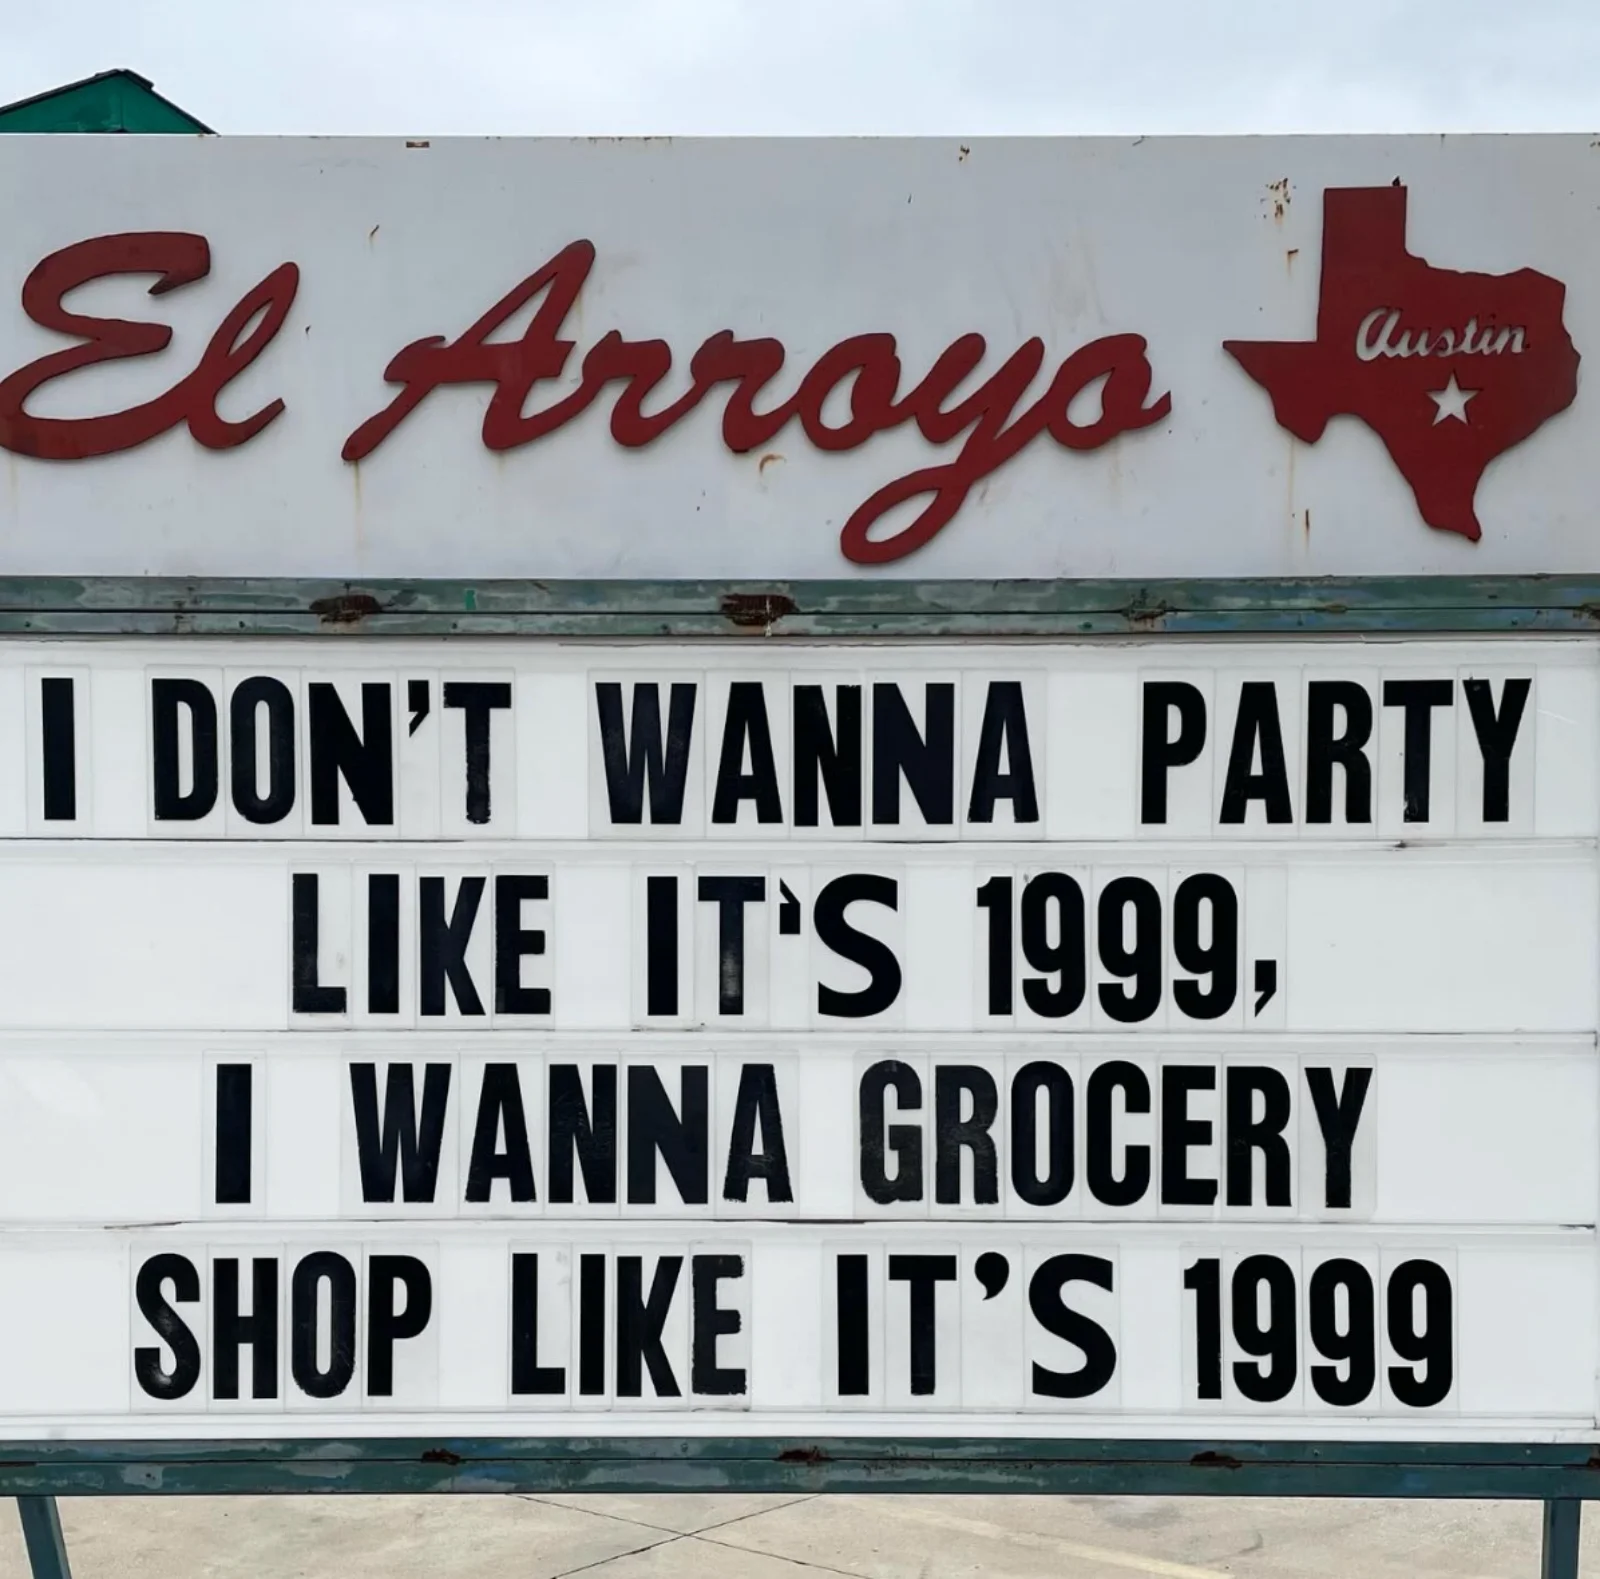 El Arroyo
Austin
I DON'T WANNA PARTY
LIKE IT'S 1999,
I WANNA GROCERY
SHOP LIKE IT'S 1999